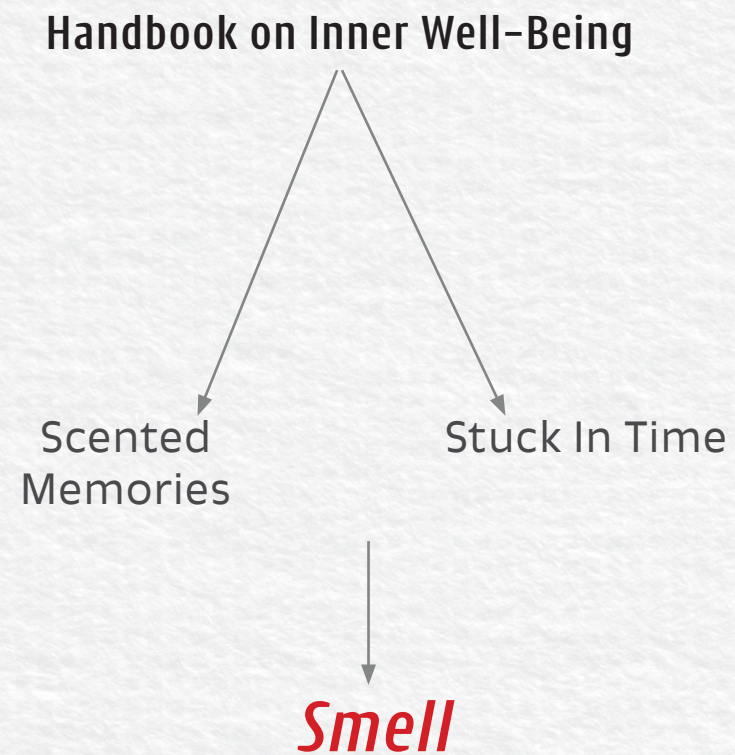 Handbook on Inner Well-Being
Scented
Memories
Stuck In Time
Smell